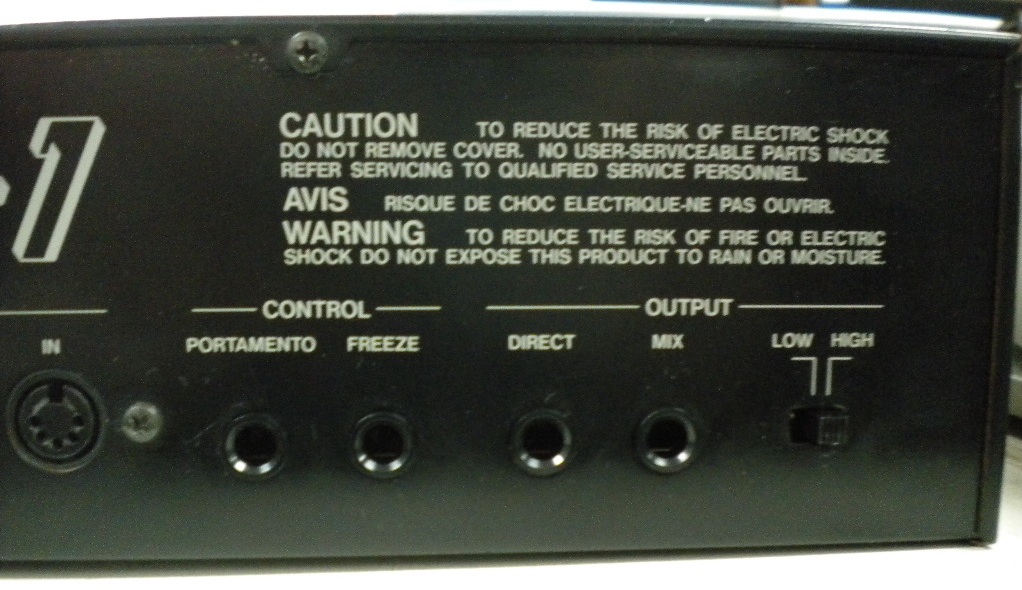 -1
CAUTION TO REDUCE THE RISK OF ELECTRIC SHOCK
DO NOT REMOVE COVER. NO USER-SERVICEABLE PARTS INSIDE.
REFER SERVICING TO QUALIFIED SERVICE PERSONNEL.
AVIS RISQUE DE CHOC ELECTRIQUE-NE PAS OUVRIR.
WARNING TO REDUCE THE RISK OF FIRE OR ELECTRIC
SHOCK DO NOT EXPOSE THIS PRODUCT TO RAIN OR MOISTURE.
CONTROL OUTPUT
IN PORTAMENTO FREEZE DIRECT MIX LOW HIGH